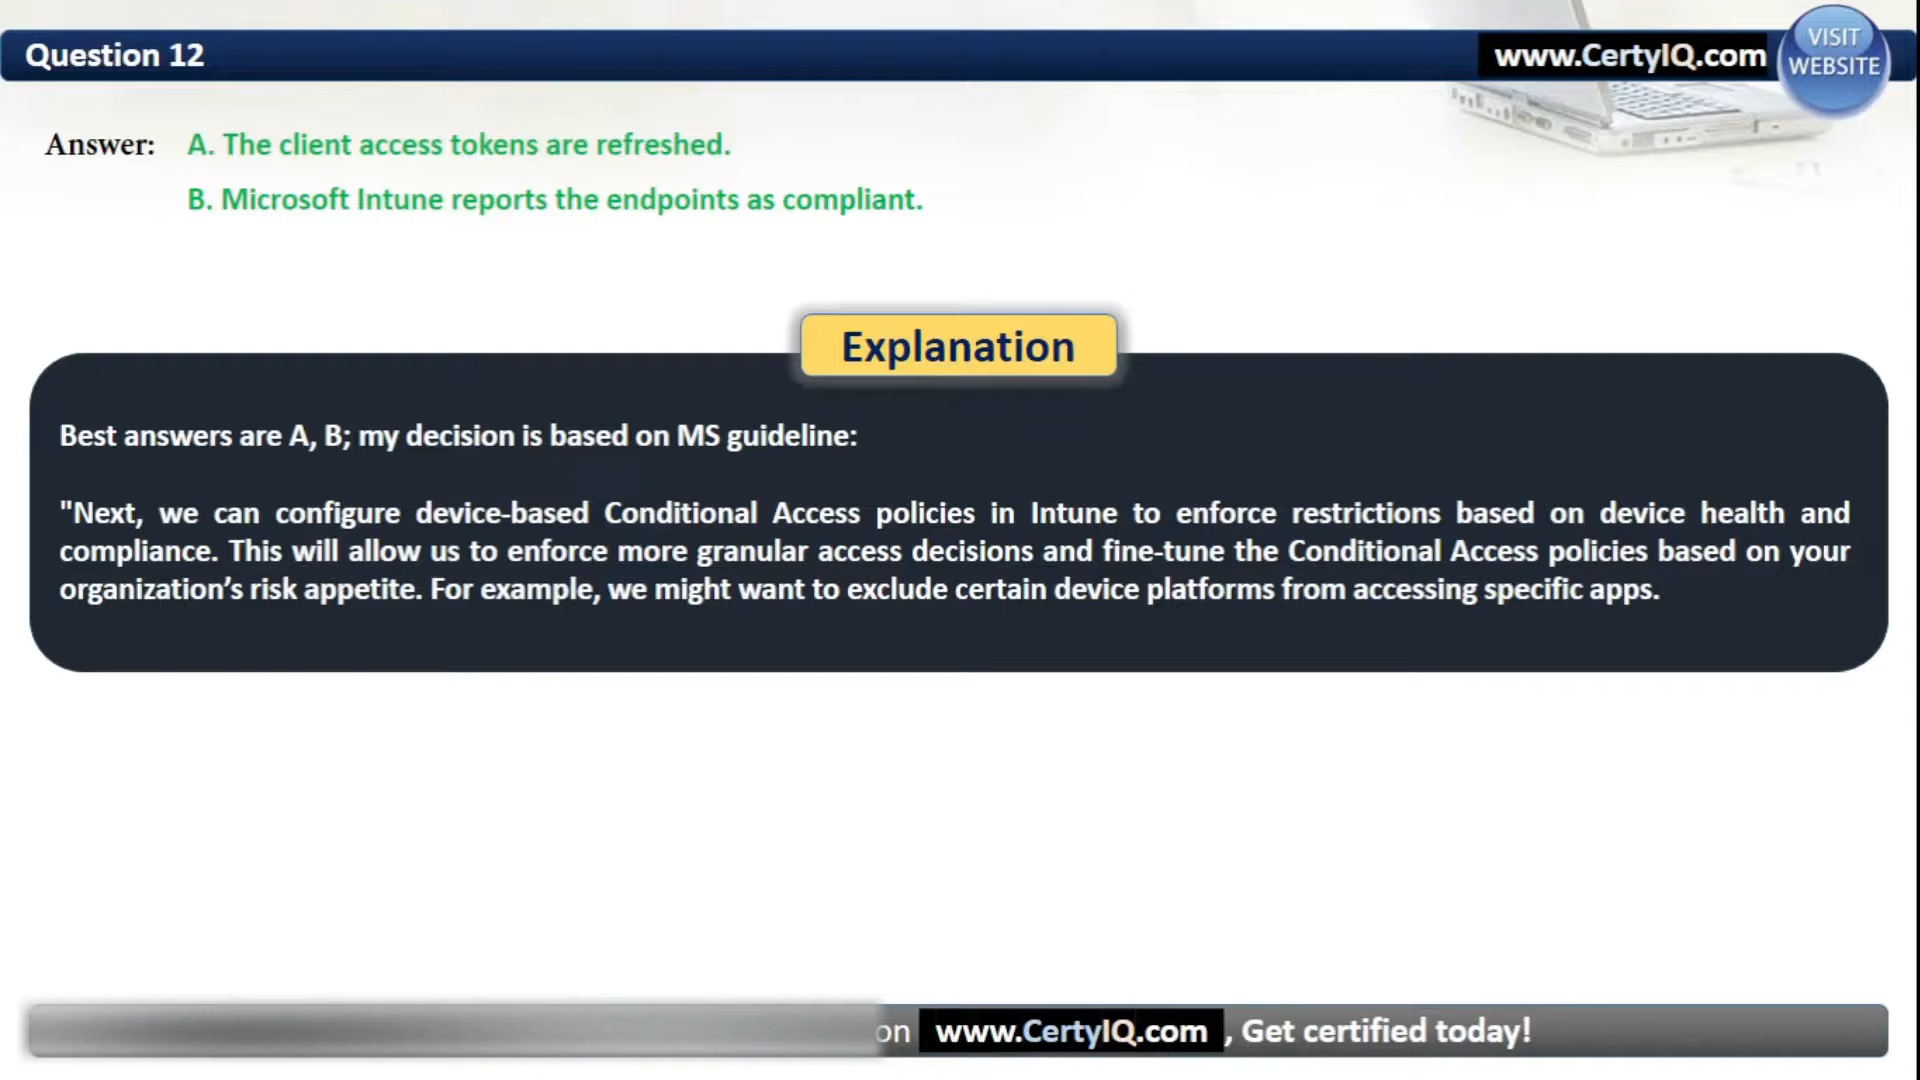 Question 12
www.CertyIQ.com
VISIT
WEBSITE
Answer: A. The client access tokens are refreshed.
B. Microsoft Intune reports the endpoints as compliant.
Explanation
Best answers are A, B; my decision is based on MS guideline:
"Next, we can configure device-based Conditional Access policies in Intune to enforce restrictions based on device health and
compliance. This will allow us to enforce more granular access decisions and fine-tune the Conditional Access policies based on your
organization’s risk appetite. For example, we might want to exclude certain device platforms from accessing specific apps.
on www.CertyIQ.com , Get certified today!